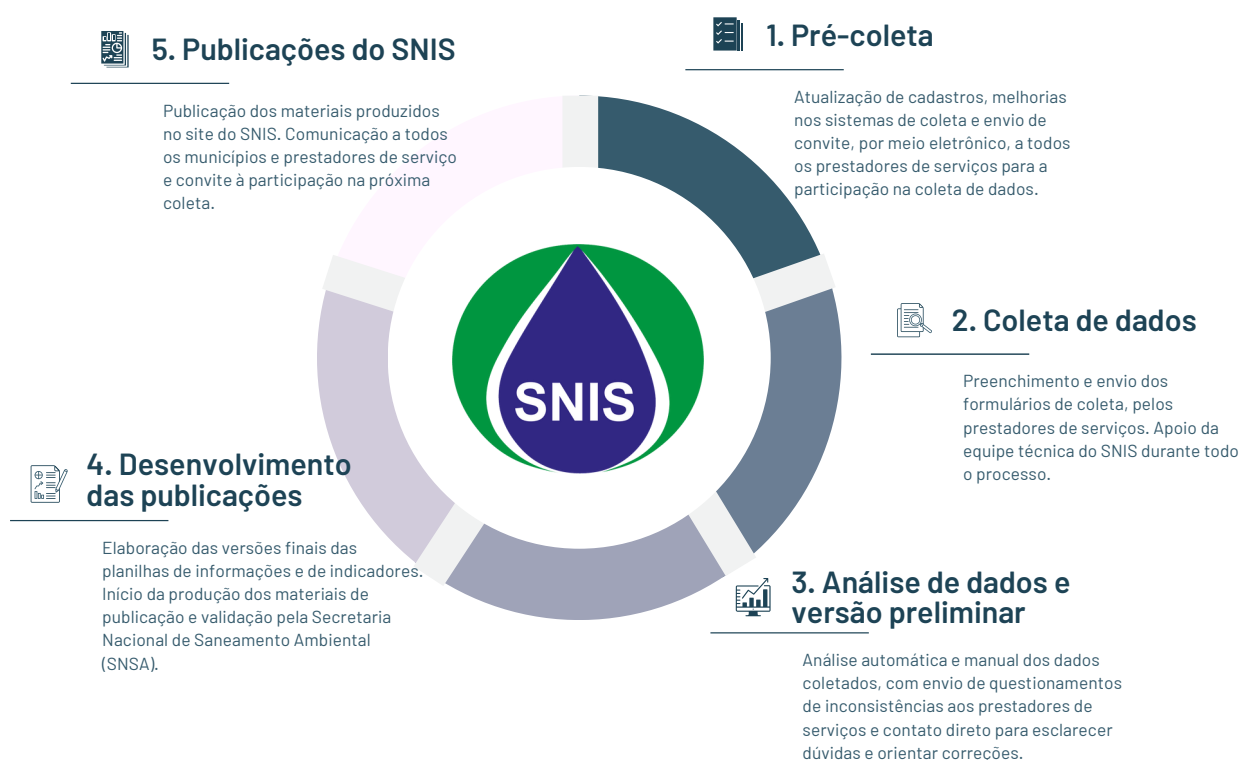 1. Pré-coleta
Atualização de cadastros, melhorias
nos sistemas de coleta e envio de
convite, por meio eletrônico, a todos
os prestadores de serviços para a
participação na coleta de dados.
2. Coleta de dados
Preenchimento e envio dos
formulários de coleta, pelos
prestadores de serviços. Apoio da
equipe técnica do SNIS durante todo
o processo.
3. Análise de dados e
versão preliminar
Análise automática e manual dos dados
coletados, com envio de questionamentos
de inconsistências aos prestadores de
serviços e contato direto para esclarecer
dúvidas e orientar correções.
4. Desenvolvimento
das publicações
Elaboração das versões finais das
planilhas de informações e de indicadores.
Início da produção dos materiais de
publicação e validação pela Secretaria
Nacional de Saneamento Ambiental
(SNSA).
5. Publicações do SNIS
Publicação dos materiais produzidos
no site do SNIS. Comunicação a todos
os municípios e prestadores de serviço
e convite à participação na próxima
coleta.
SNIS